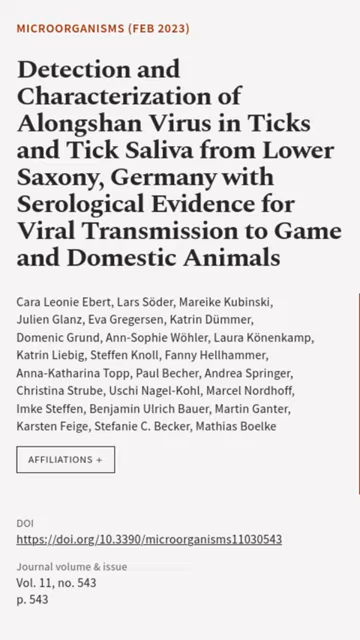 MICROORGANISMS (FEB 2023)
Detection and
Characterization of
Alongshan Virus in Ticks
and Tick Saliva from Lower
Saxony, Germany with
Serological Evidence for
Viral Transmission to Game
and Domestic Animals
Cara Leonie Ebert, Lars Söder, Mareike Kubinski,
Julien Glanz, Eva Gregersen, Katrin Dümmer,
Domenic Grund, Ann-Sophie Wöhler, Laura Könenkamp,
Katrin Liebig, Steffen Knoll, Fanny Hellhammer,
Anna-Katharina Topp, Paul Becher, Andrea Springer,
Christina Strube, Uschi Nagel-Kohl, Marcel Nordhoff,
Imke Steffen, Benjamin Ulrich Bauer, Martin Ganter,
Karsten Feige, Stefanie C. Becker, Mathias Boelke
AFFILIATIONS +
DOI
https://doi.org/10.3390/microorganisms11030543
Journal volume & issue
Vol. 11, no. 543
p. 543